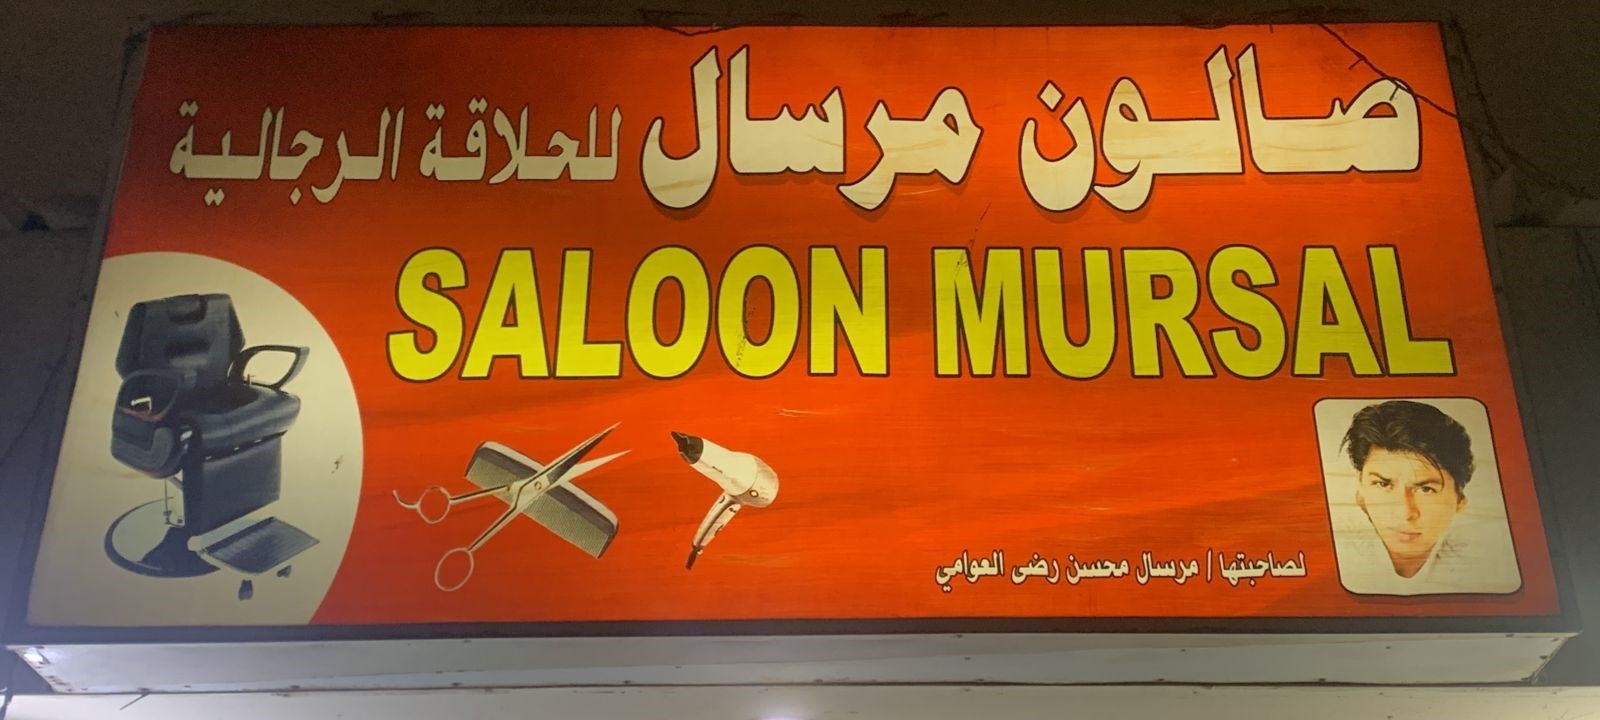 صالون مرسال للحلاقة الرجالية
SALOON MURSAL
لصاحبتها / مرسال محسن رضى العوامي